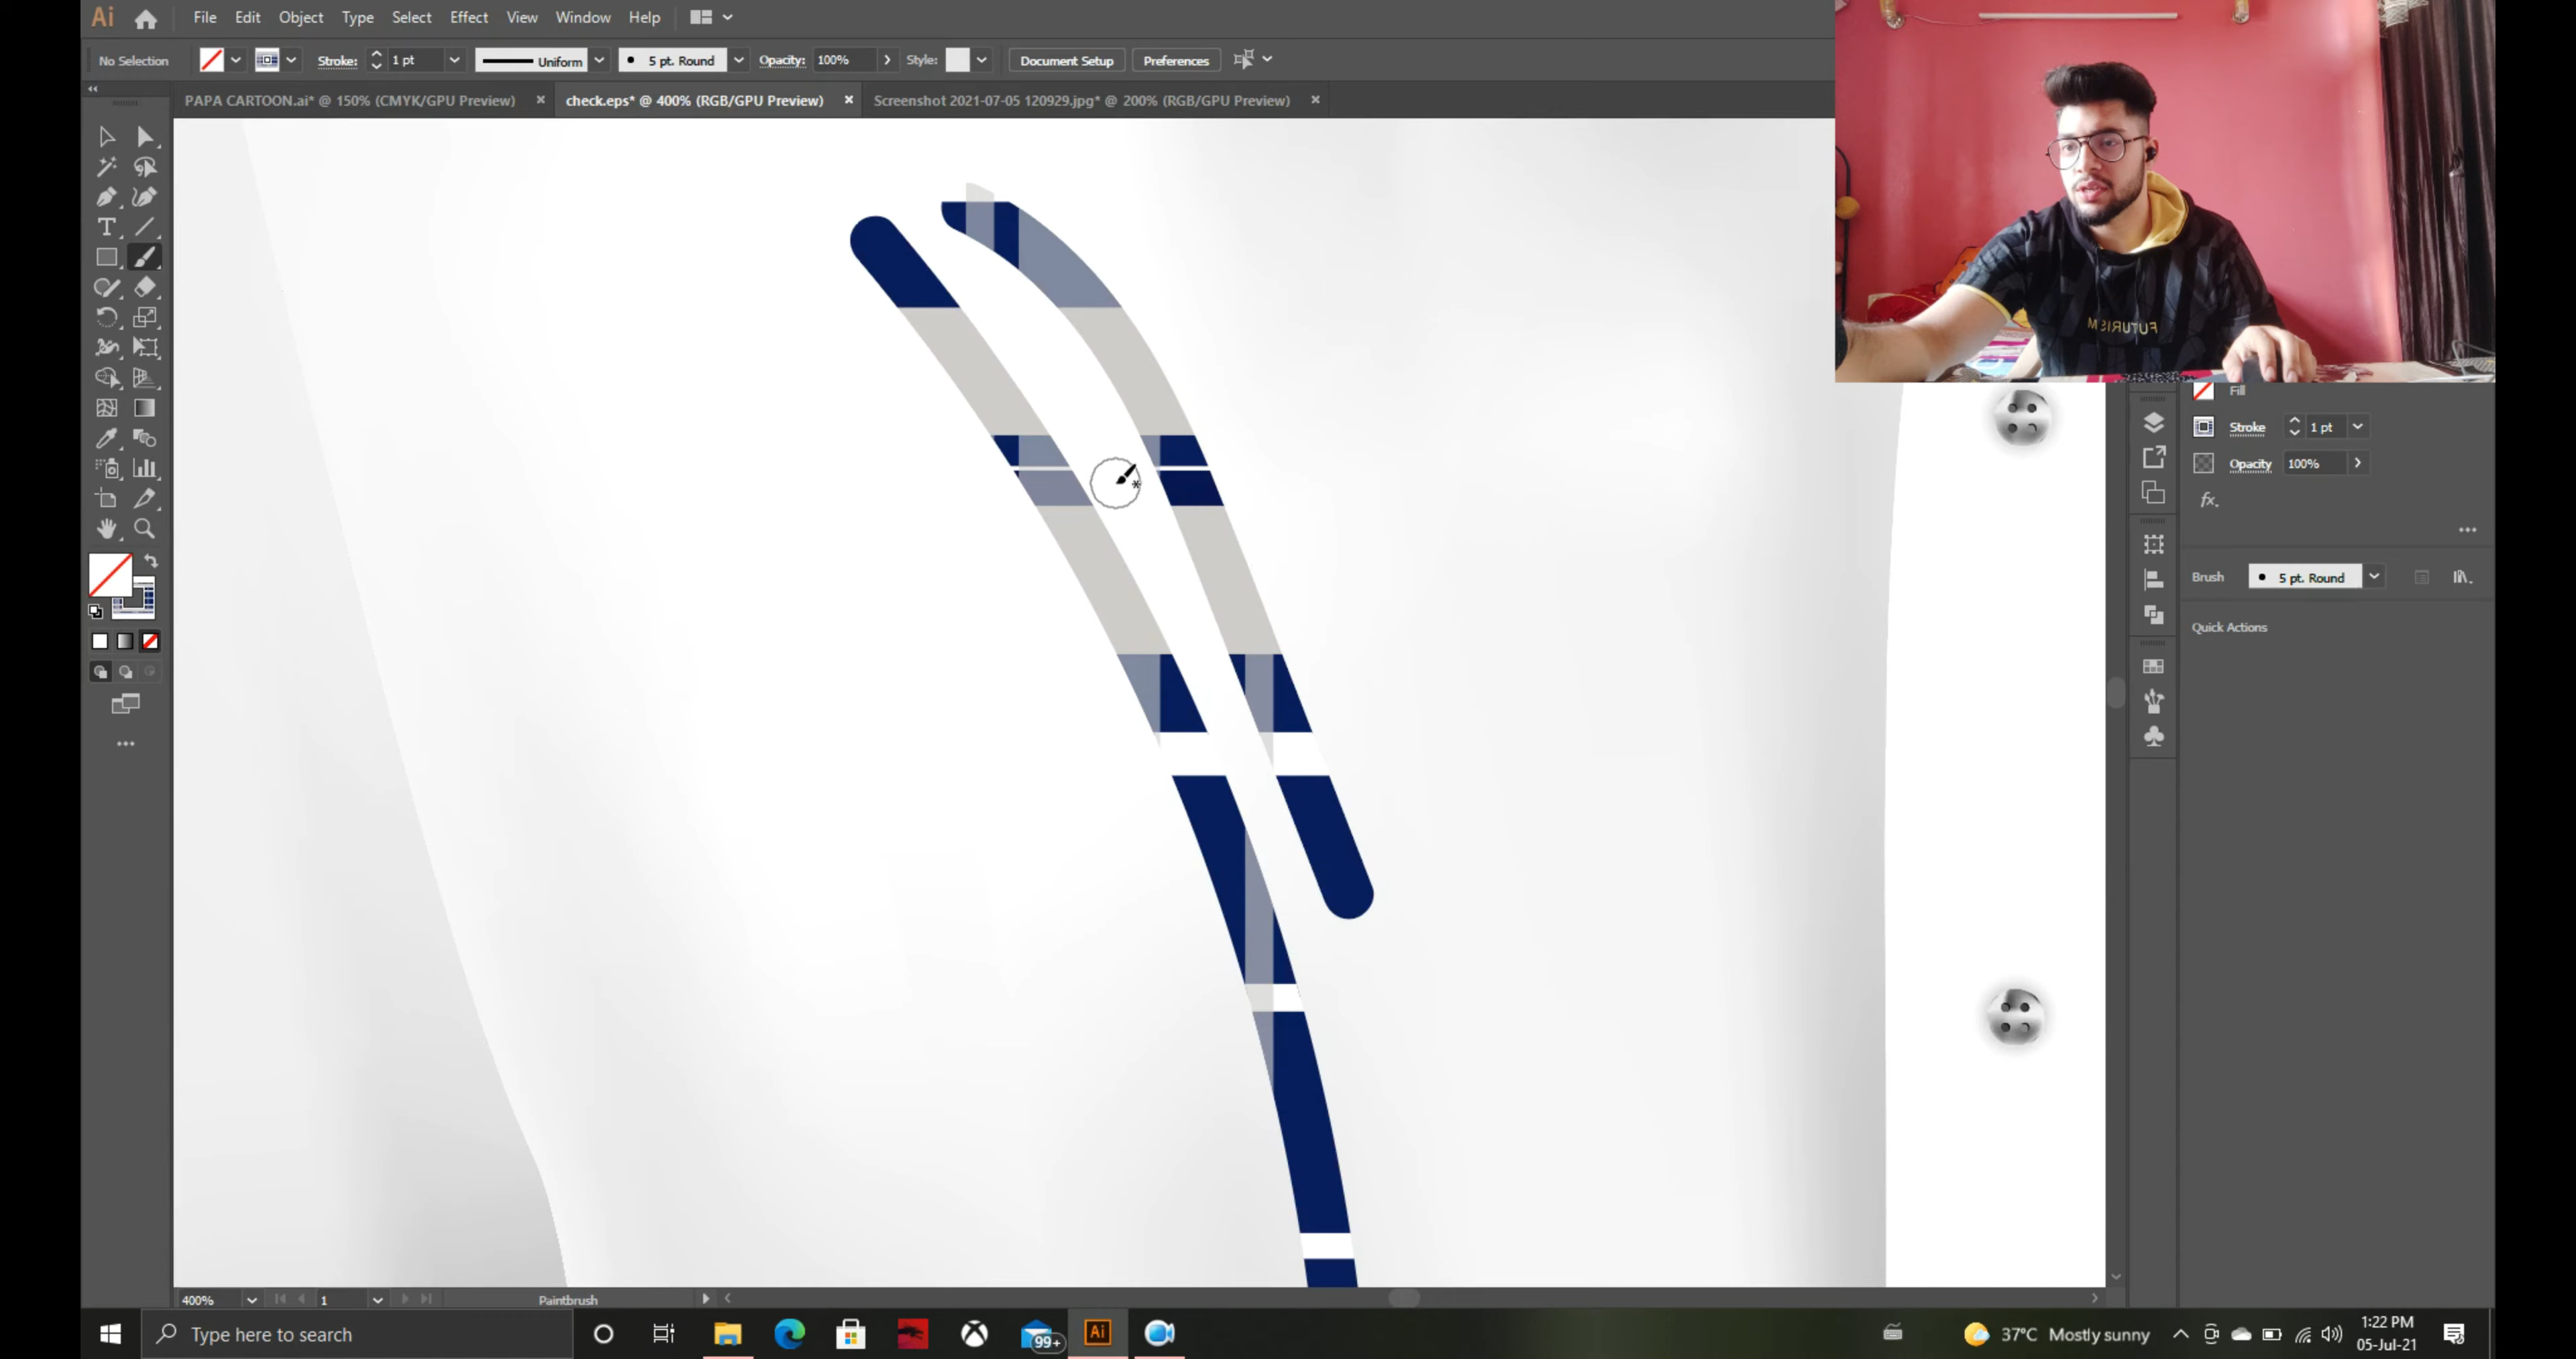 Ai File Edit Object Type Select Effect View Window Help
No Selection Stroke: 1 pt Uniform 5 pt. Round Opacity: 100% Style: Document Setup Preferences
PAPA CARTOON.ai* @ 150% (CMYK/GPU Preview) check.eps* @ 400% (RGB/GPU Preview) Screenshot 2021-07-05 120929.jpg* @ 200% (RGB/GPU Preview)
FUTURISM
Fill
Stroke 1 pt
Opacity 100%
fx.
Brush 5 pt. Round
Quick Actions
400% 1 Paintbrush
Type here to search 99+ Ai 37°C Mostly sunny 1:22 PM
05-Jul-21